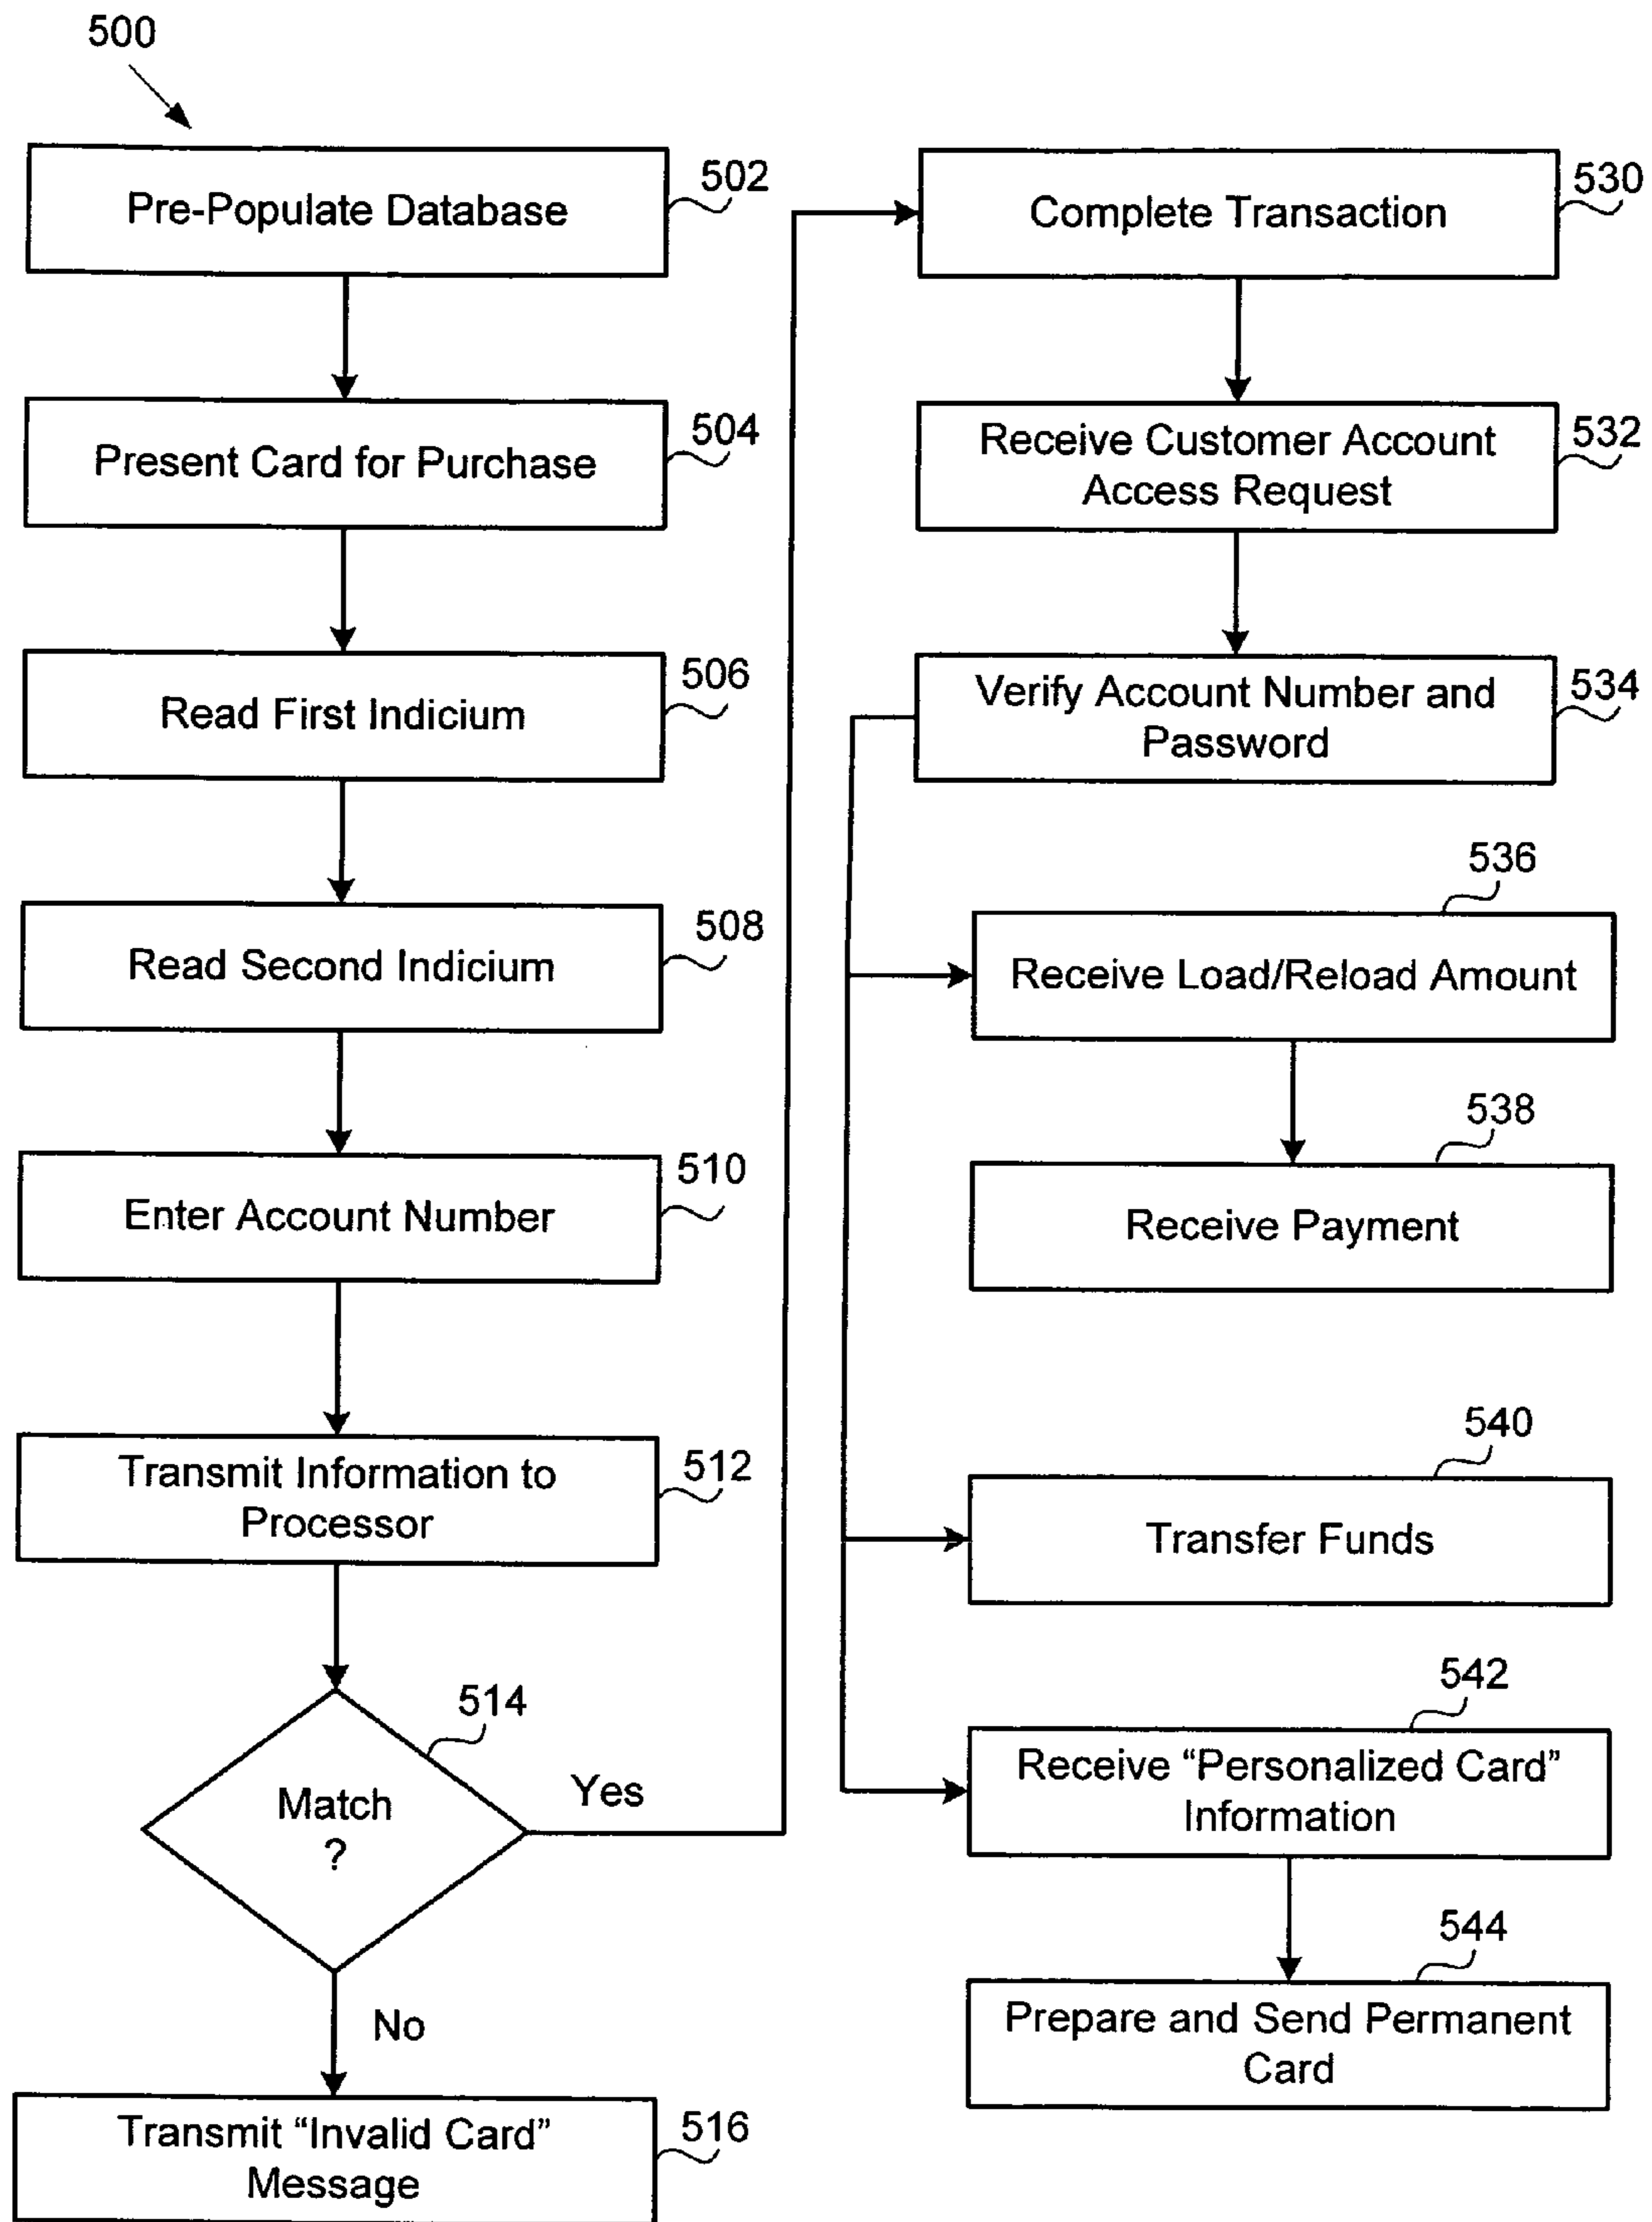 500
Pre-Populate Database
502
Present Card for Purchase
504
Read First Indicium
506
Read Second Indicium
508
Enter Account Number
510
Transmit Information to
Processor
512
514
Match
?
Yes
No
Transmit “Invalid Card”
Message
516
Complete Transaction
530
Receive Customer Account
Access Request
532
Verify Account Number and
Password
534
536
Receive Load/Reload Amount
538
Receive Payment
540
Transfer Funds
542
Receive “Personalized Card”
Information
544
Prepare and Send Permanent
Card